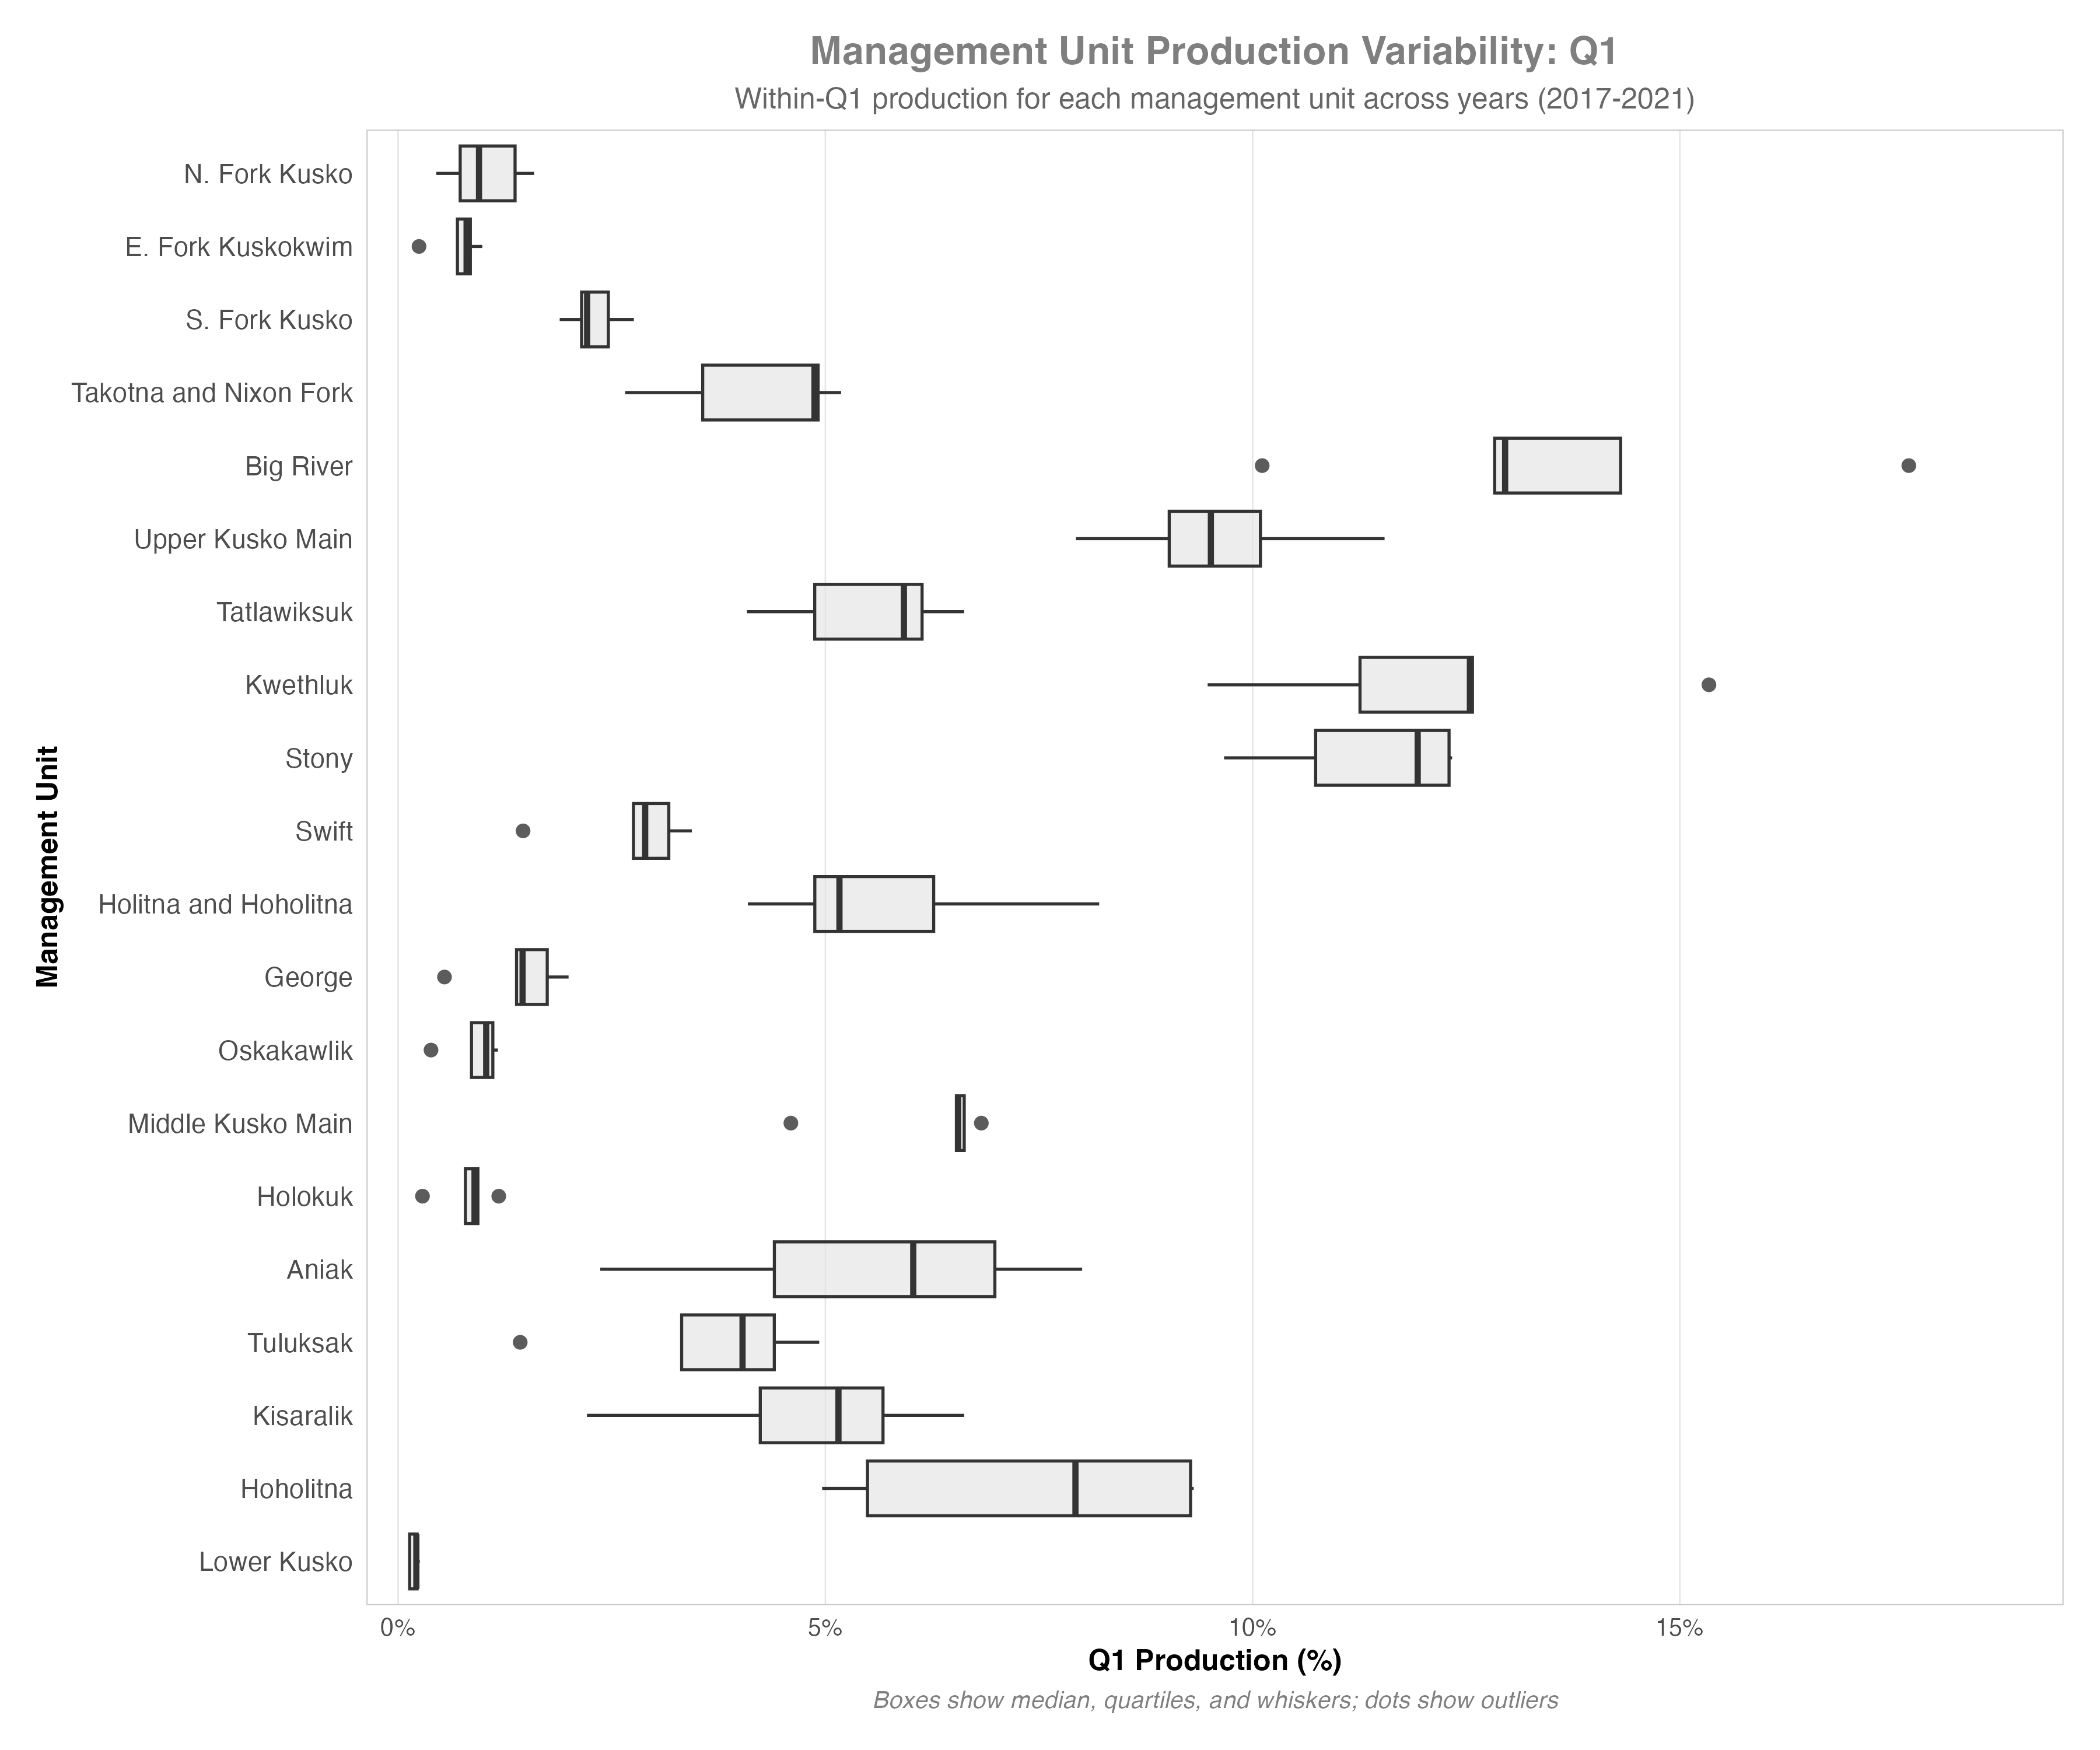 Management Unit Production Variability: Q1
Within-Q1 production for each management unit across years (2017-2021)
Management Unit
N. Fork Kusko
E. Fork Kuskokwim
S. Fork Kusko
Takotna and Nixon Fork
Big River
Upper Kusko Main
Tatlawiksuk
Kwethluk
Stony
Swift
Holitna and Hoholitna
George
Oskakawlik
Middle Kusko Main
Holokuk
Aniak
Tuluksak
Kisaralik
Hoholitna
Lower Kusko
0% 5% 10% 15%
Q1 Production (%)
Boxes show median, quartiles, and whiskers; dots show outliers